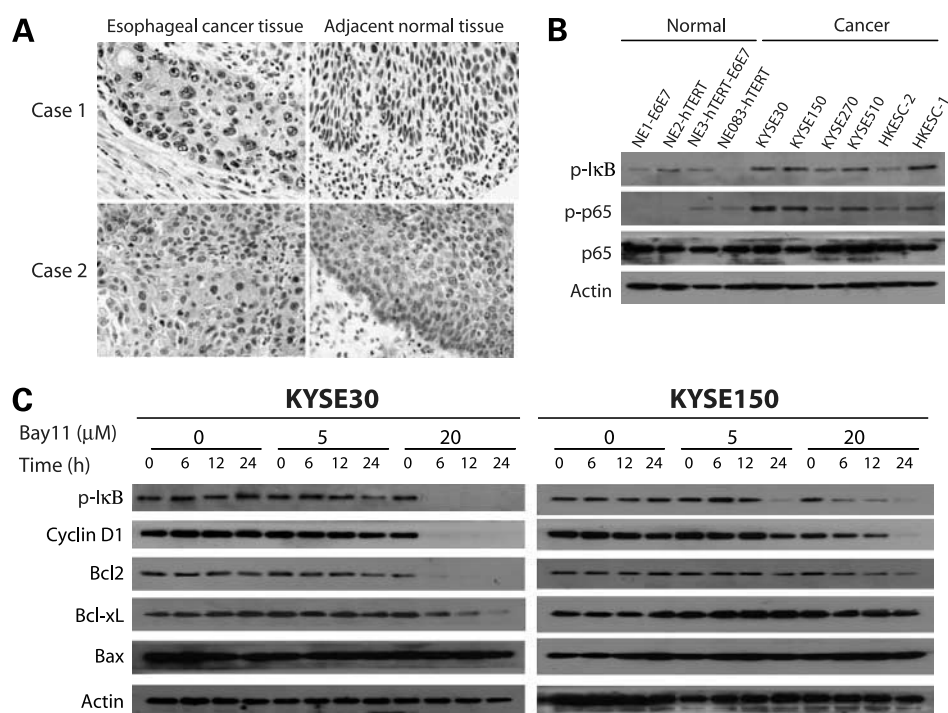 A
Esophageal cancer tissue Adjacent normal tissue
Case 1
Case 2
B
Normal Cancer
NE1-E6E7 NE2-hTERT NE3-hTERT-E6E7 NE083-hTERT KYSE30 KYSE150 KYSE270 KYSE510 HKESC-2 HKESC-1
p-IκB
p-p65
p65
Actin
C
KYSE30 KYSE150
Bay11 (μM) 0 5 20 0 5 20
Time (h) 0 6 12 24 0 6 12 24 0 6 12 24 0 6 12 24 0 6 12 24 0 6 12 24
p-IκB
Cyclin D1
Bcl2
Bcl-xL
Bax
Actin